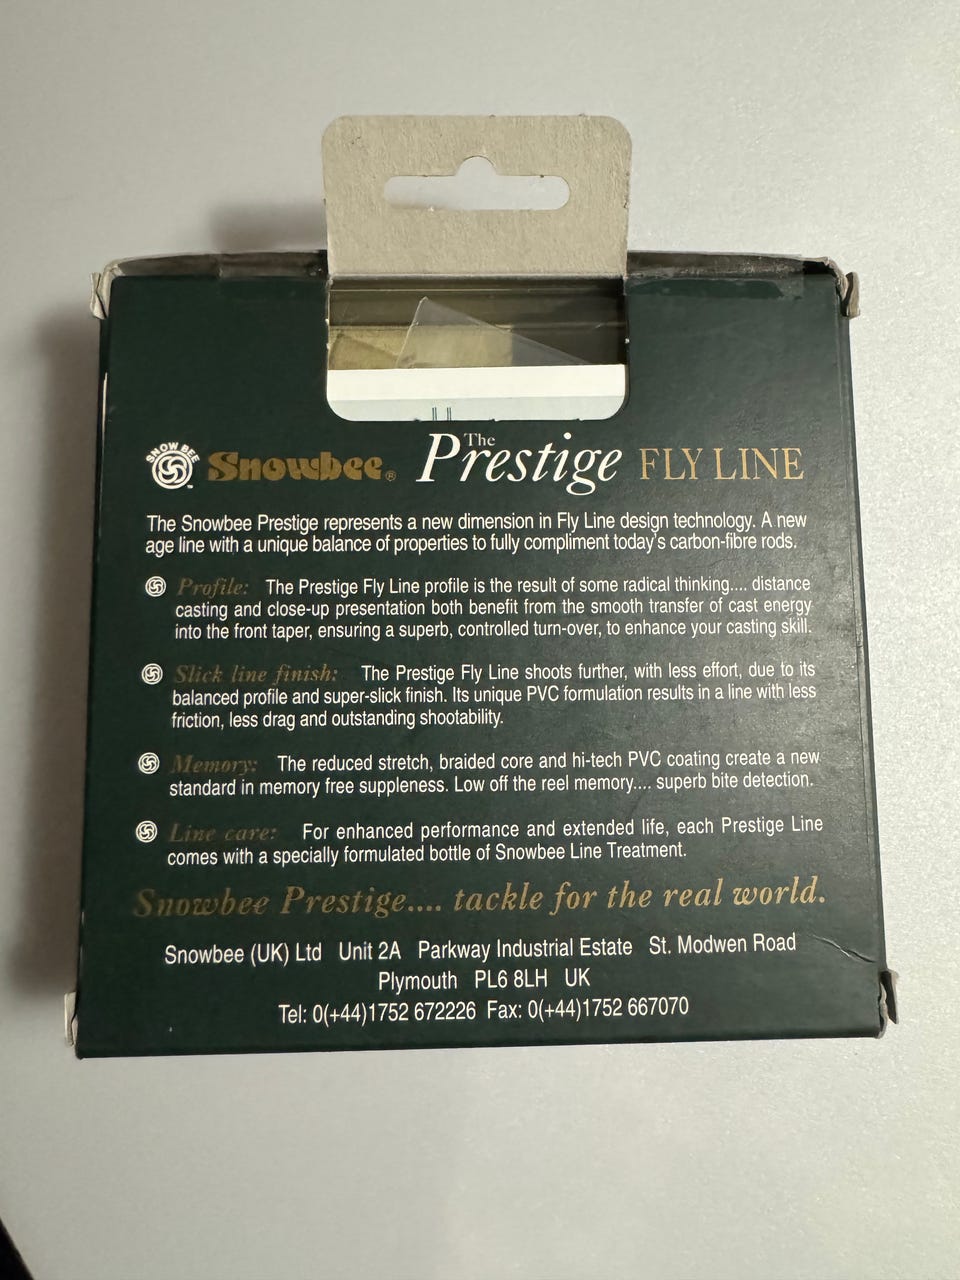 SNOW BEE
™
Snowbee® The Prestige FLY LINE
The Snowbee Prestige represents a new dimension in Fly Line design technology. A new
age line with a unique balance of properties to fully compliment today's carbon-fibre rods.
Profile: The Prestige Fly Line profile is the result of some radical thinking.... distance
casting and close-up presentation both benefit from the smooth transfer of cast energy
into the front taper, ensuring a superb, controlled turn-over, to enhance your casting skill.
Slick line finish: The Prestige Fly Line shoots further, with less effort, due to its
balanced profile and super-slick finish. Its unique PVC formulation results in a line with less
friction, less drag and outstanding shootability.
Memory: The reduced stretch, braided core and hi-tech PVC coating create a new
standard in memory free suppleness. Low off the reel memory.... superb bite detection.
Line care: For enhanced performance and extended life, each Prestige Line
comes with a specially formulated bottle of Snowbee Line Treatment.
Snowbee Prestige.... tackle for the real world.
Snowbee (UK) Ltd Unit 2A Parkway Industrial Estate St. Modwen Road
Plymouth PL6 8LH UK
Tel: 0(+44)1752 672226 Fax: 0(+44)1752 667070